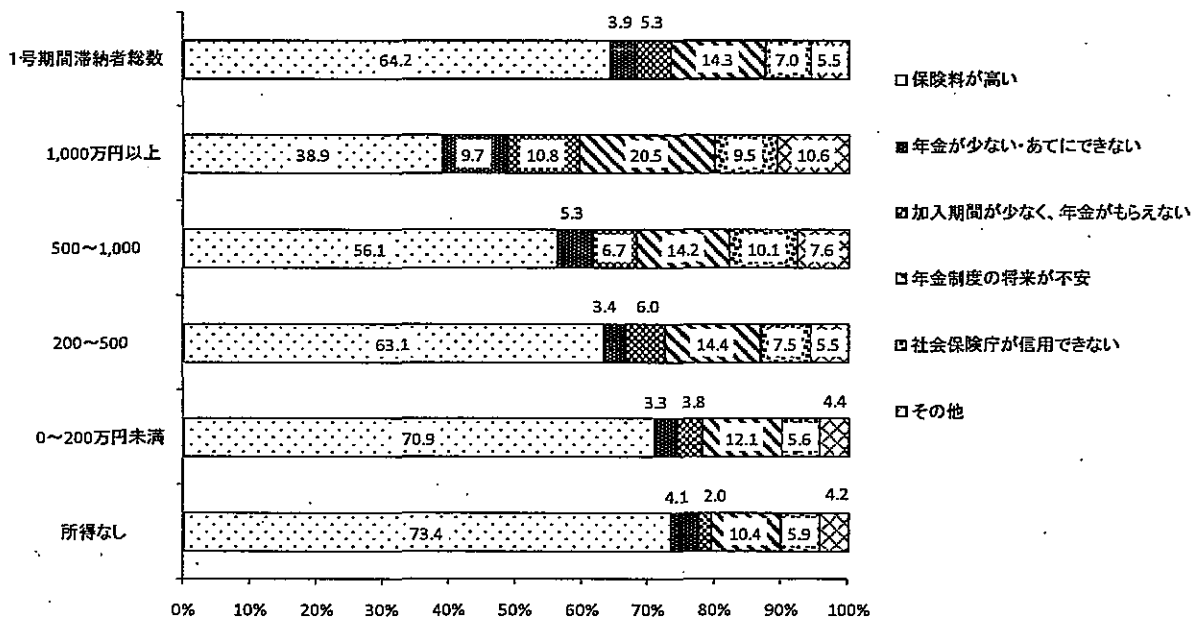 3.9 5.3
1号期間滞納者総数 64.2 14.3 7.0 5.5
1,000万円以上 38.9 9.7 10.8 20.5 9.5 10.6
5.3
500～1,000 56.1 6.7 14.2 10.1 7.6
3.4 6.0
200～500 63.1 14.4 7.5 5.5
3.3 3.8 4.4
0～200万円未満 70.9 12.1 5.6
4.1 2.0 4.2
所得なし 73.4 10.4 5.9
0% 10% 20% 30% 40% 50% 60% 70% 80% 90% 100%
保険料が高い
年金が少ない・あてにできない
加入期間が少なく、年金がもらえない
年金制度の将来が不安
社会保険庁が信用できない
その他